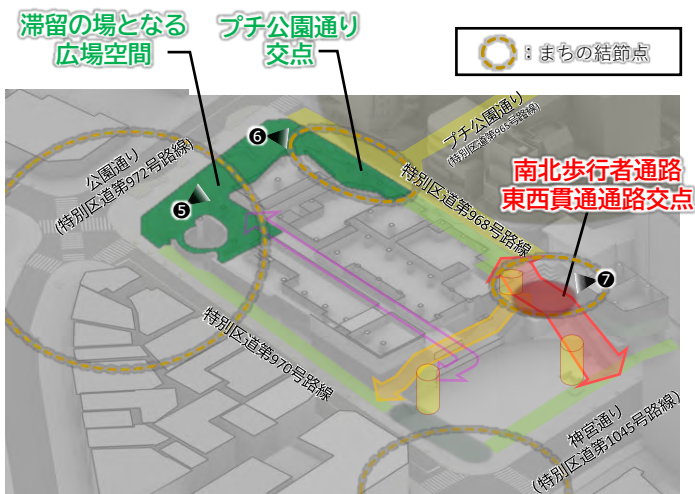 滞留の場となる
広場空間
プチ公園通り
交点
：まちの結節点
プチ公園通り
(特別区道第965号路線)
公園通り
(特別区道第972号路線)
❻
特別区道第968号路線
南北歩行者通路
東西貫通通路交点
❺
❼
特別区道第970号路線
神宮通り
(特別区道第1045号路線)